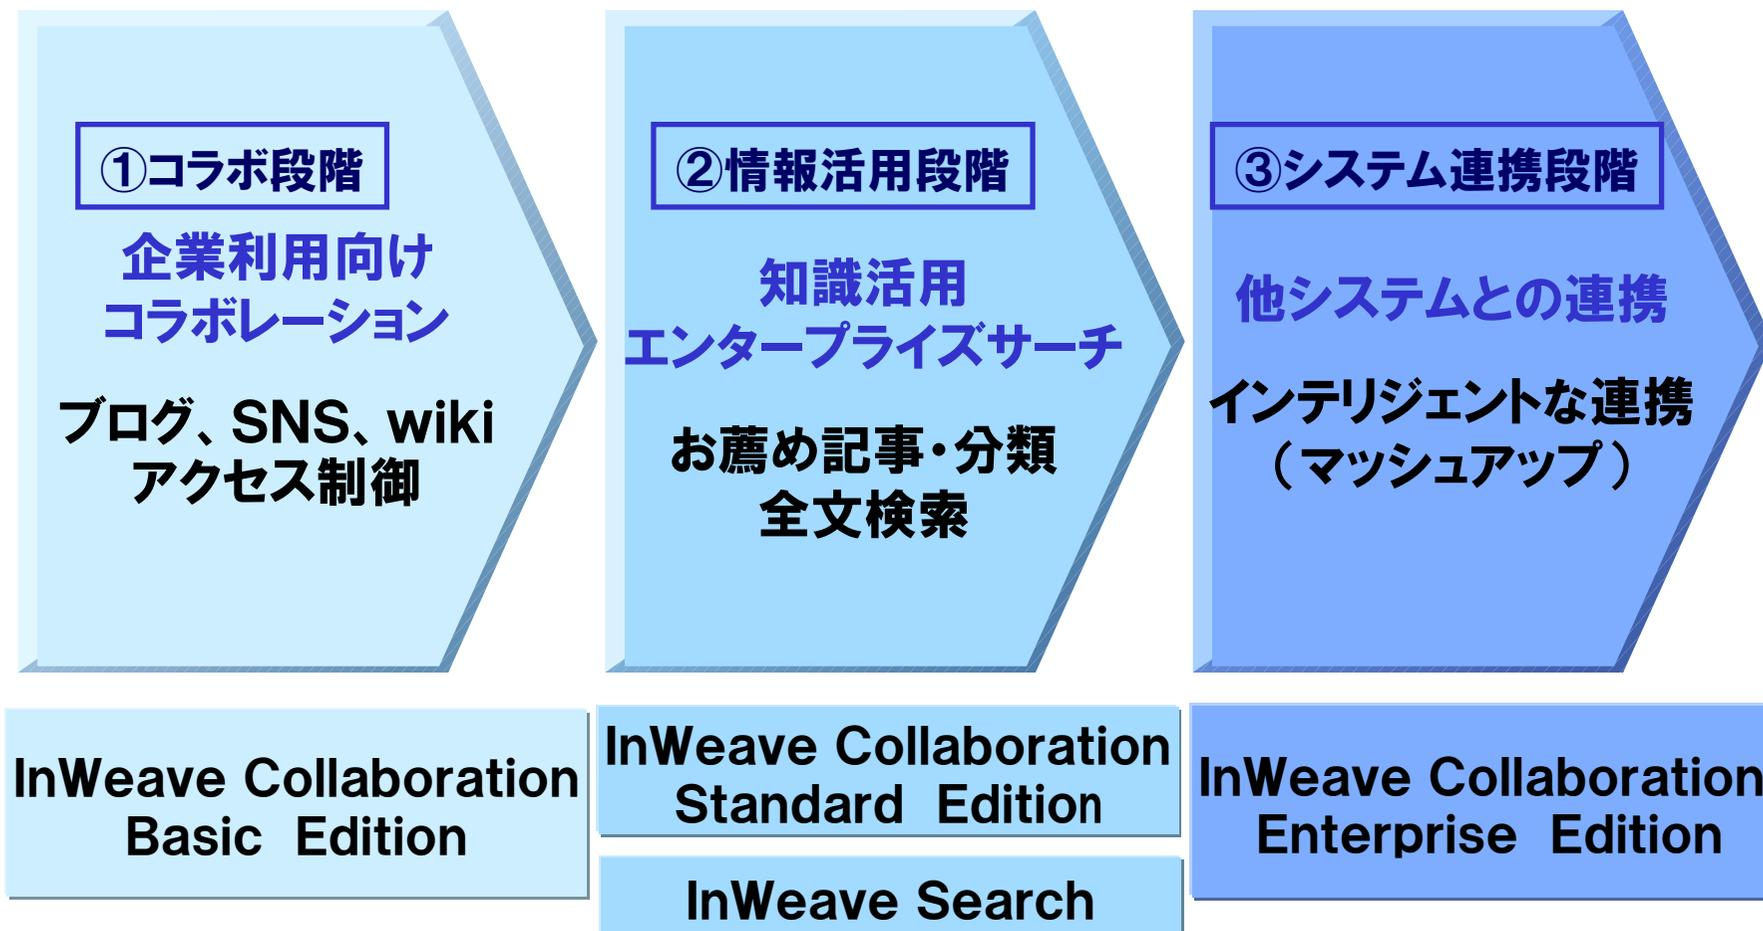 ①コラボ段階
企業利用向け
コラボレーション
ブログ、SNS、wiki
アクセス制御
②情報活用段階
知識活用
エンタープライズサーチ
お薦め記事・分類
全文検索
③システム連携段階
他システムとの連携
インテリジェントな連携
（マッシュアップ）
InWeave Collaboration
Basic Edition
InWeave Collaboration
Standard Edition
InWeave Search
InWeave Collaboration
Enterprise Edition